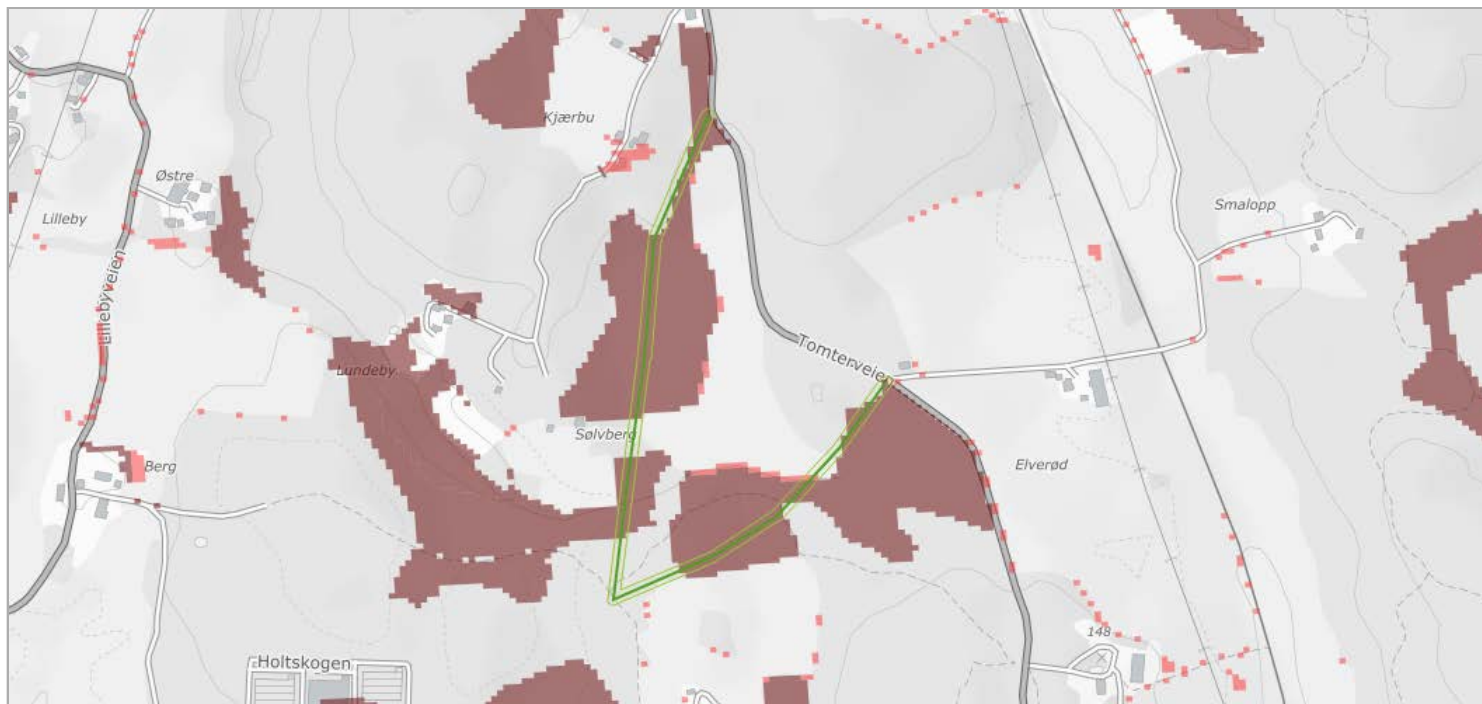 Kjærbu
Østre
Lilleby
Smalopp
Lillebyveien
Tomterveien
Lundeby
Sølvberg
Berg
Elverød
148
Holtskogen